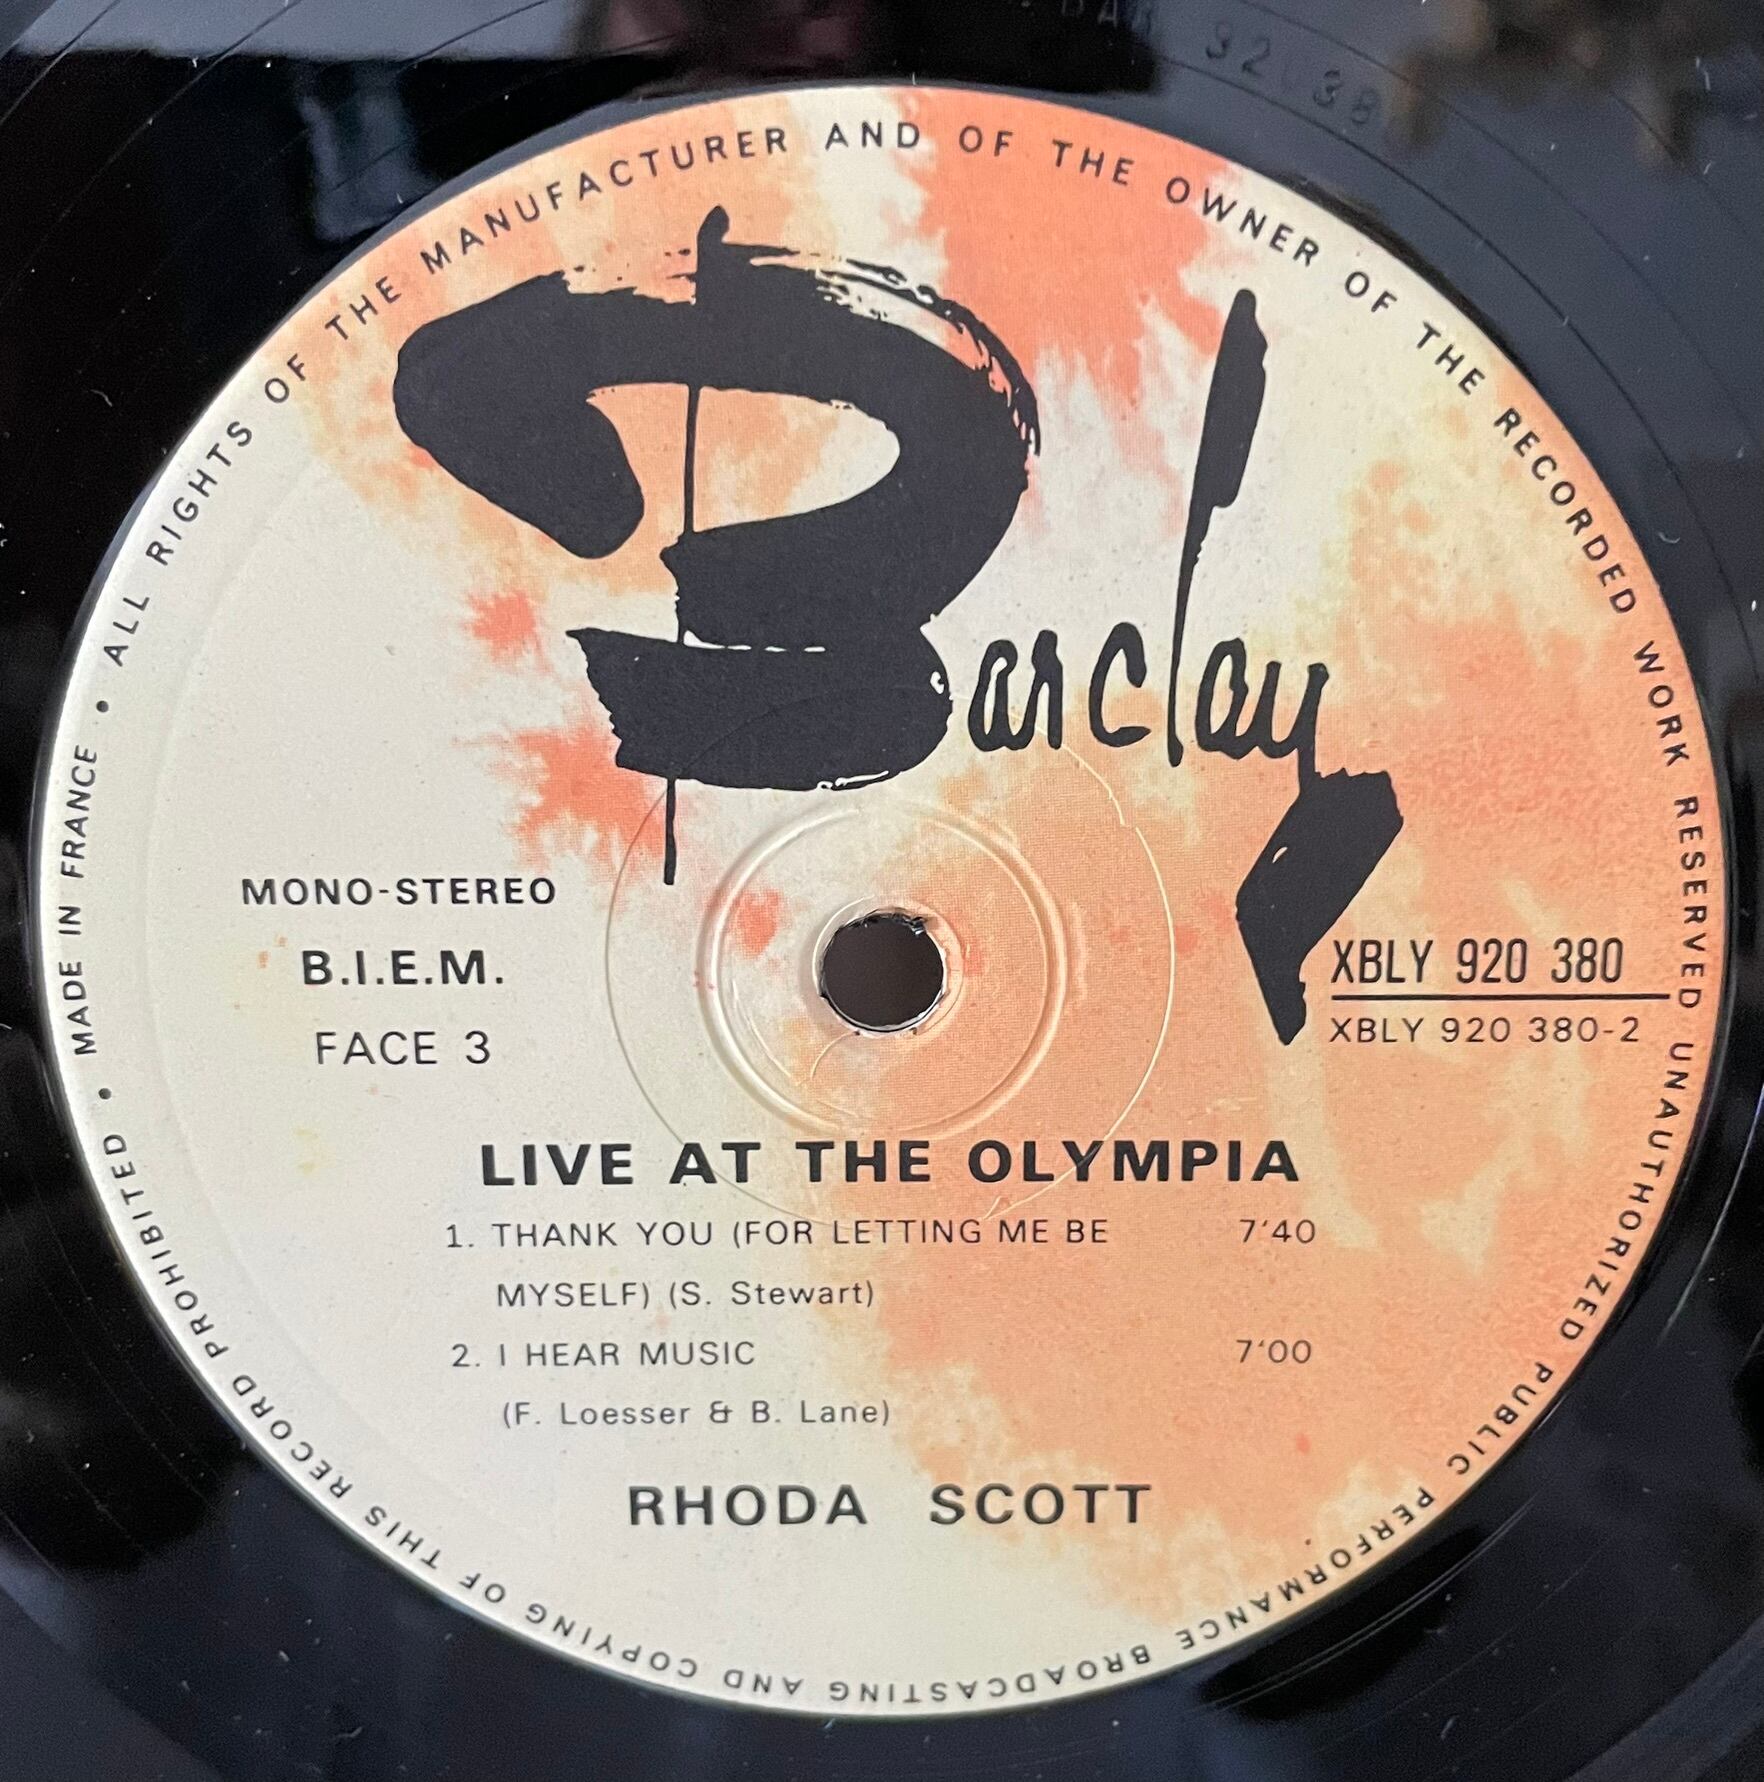 ALL RIGHTS OF THE MANUFACTURER AND OF THE OWNER OF THE RECORDED WORK RESERVED UNAUTHORIZED PUBLIC PERFORMANCE BROADCASTING AND COPYING OF THIS RECORD PROHIBITED • MADE IN FRANCE •
Barclay
MONO-STEREO
B.I.E.M.
FACE 3
XBLY 920 380
XBLY 920 380-2
LIVE AT THE OLYMPIA
1. THANK YOU (FOR LETTING ME BE 7'40
MYSELF) (S. Stewart)
2. I HEAR MUSIC 7'00
(F. Loesser & B. Lane)
RHODA SCOTT